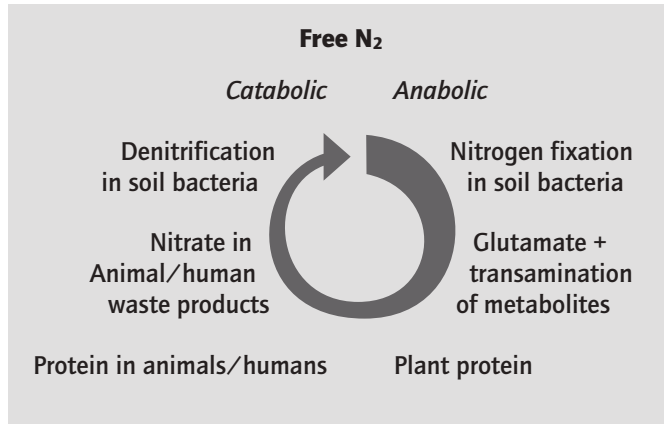 Free N₂
Catabolic Anabolic
Denitrification
in soil bacteria
Nitrogen fixation
in soil bacteria
Nitrate in
Animal/human
waste products
Glutamate +
transamination
of metabolites
Protein in animals/humans
Plant protein